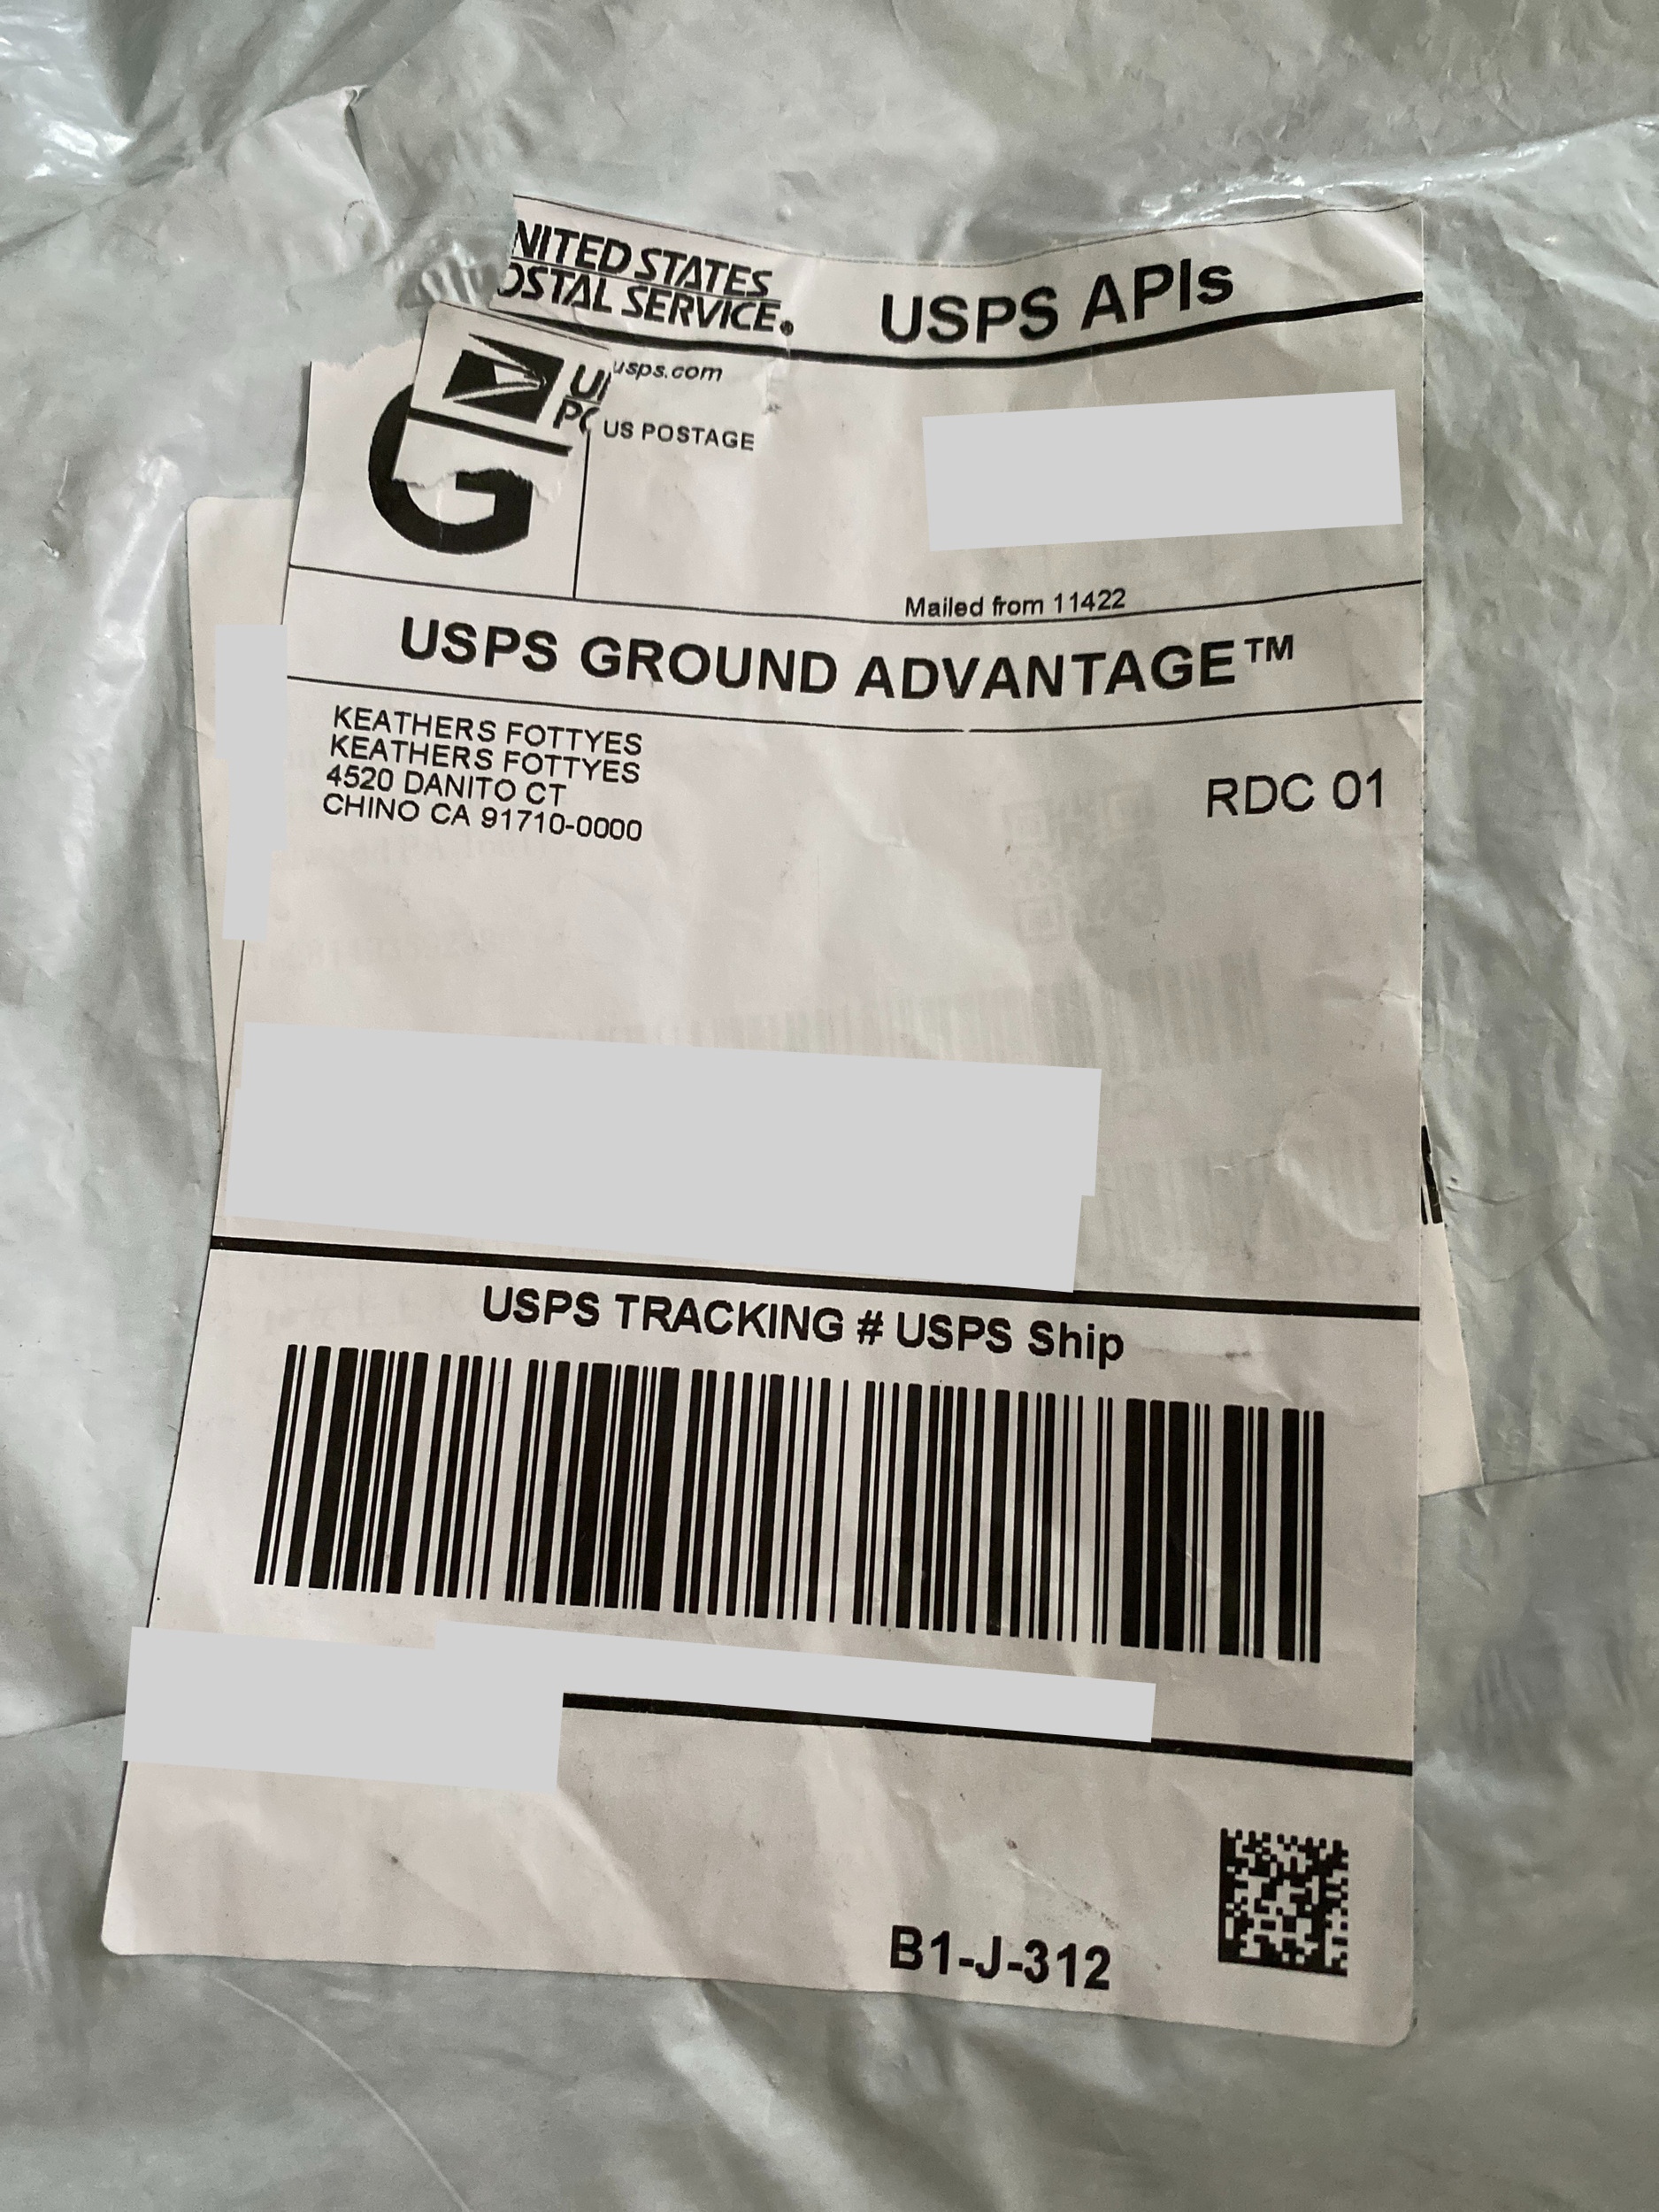 NITED STATES
OSTAL SERVICE®
USPS APIs
usps.com
US POSTAGE
G
Mailed from 11422
USPS GROUND ADVANTAGE™
KEATHERS FOTTYES
KEATHERS FOTTYES
4520 DANITO CT
CHINO CA 91710-0000
RDC 01
USPS TRACKING # USPS Ship
B1-J-312